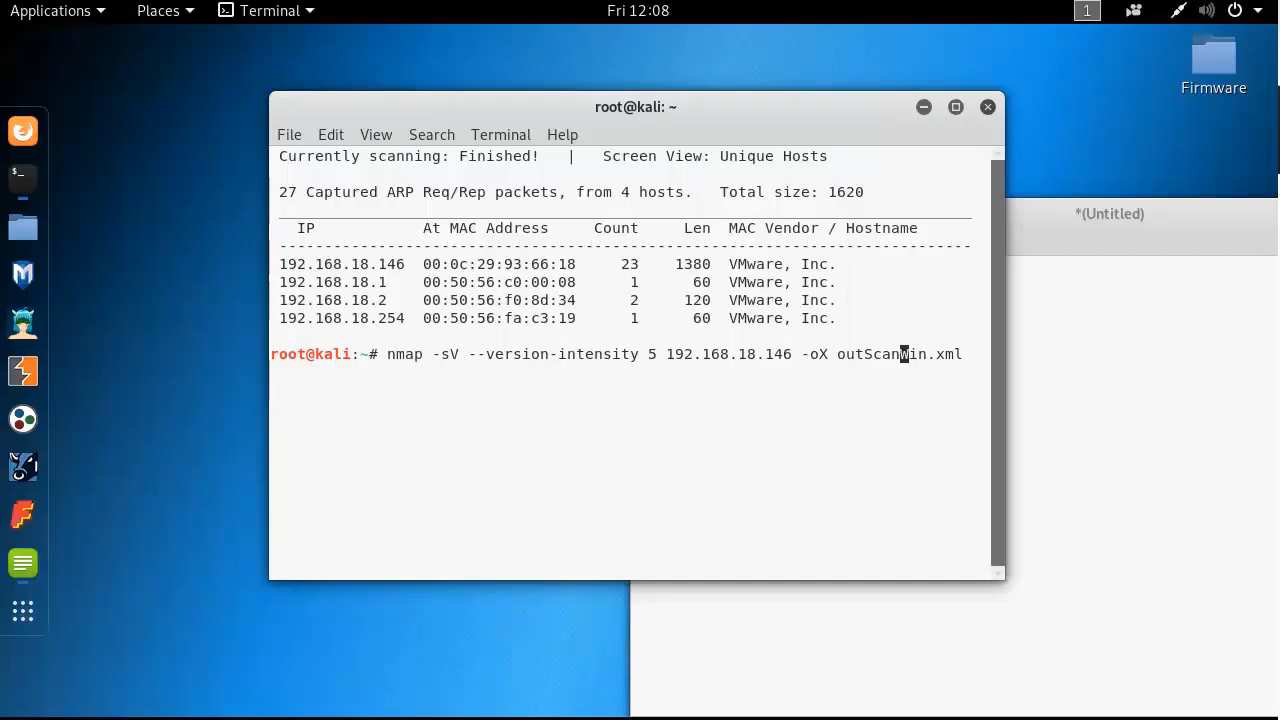 Applications Places Terminal Fri 12:08 1
Firmware
root@kali: ~
File Edit View Search Terminal Help
Currently scanning: Finished! | Screen View: Unique Hosts
27 Captured ARP Req/Rep packets, from 4 hosts. Total size: 1620
_____________________________________________________________________________
IP At MAC Address Count Len MAC Vendor / Hostname
-----------------------------------------------------------------------------
192.168.18.146 00:0c:29:93:66:18 23 1380 VMware, Inc.
192.168.18.1 00:50:56:c0:00:08 1 60 VMware, Inc.
192.168.18.2 00:50:56:f0:8d:34 2 120 VMware, Inc.
192.168.18.254 00:50:56:fa:c3:19 1 60 VMware, Inc.
root@kali:~# nmap -sV --version-intensity 5 192.168.18.146 -oX outScanWin.xml
*(Untitled)